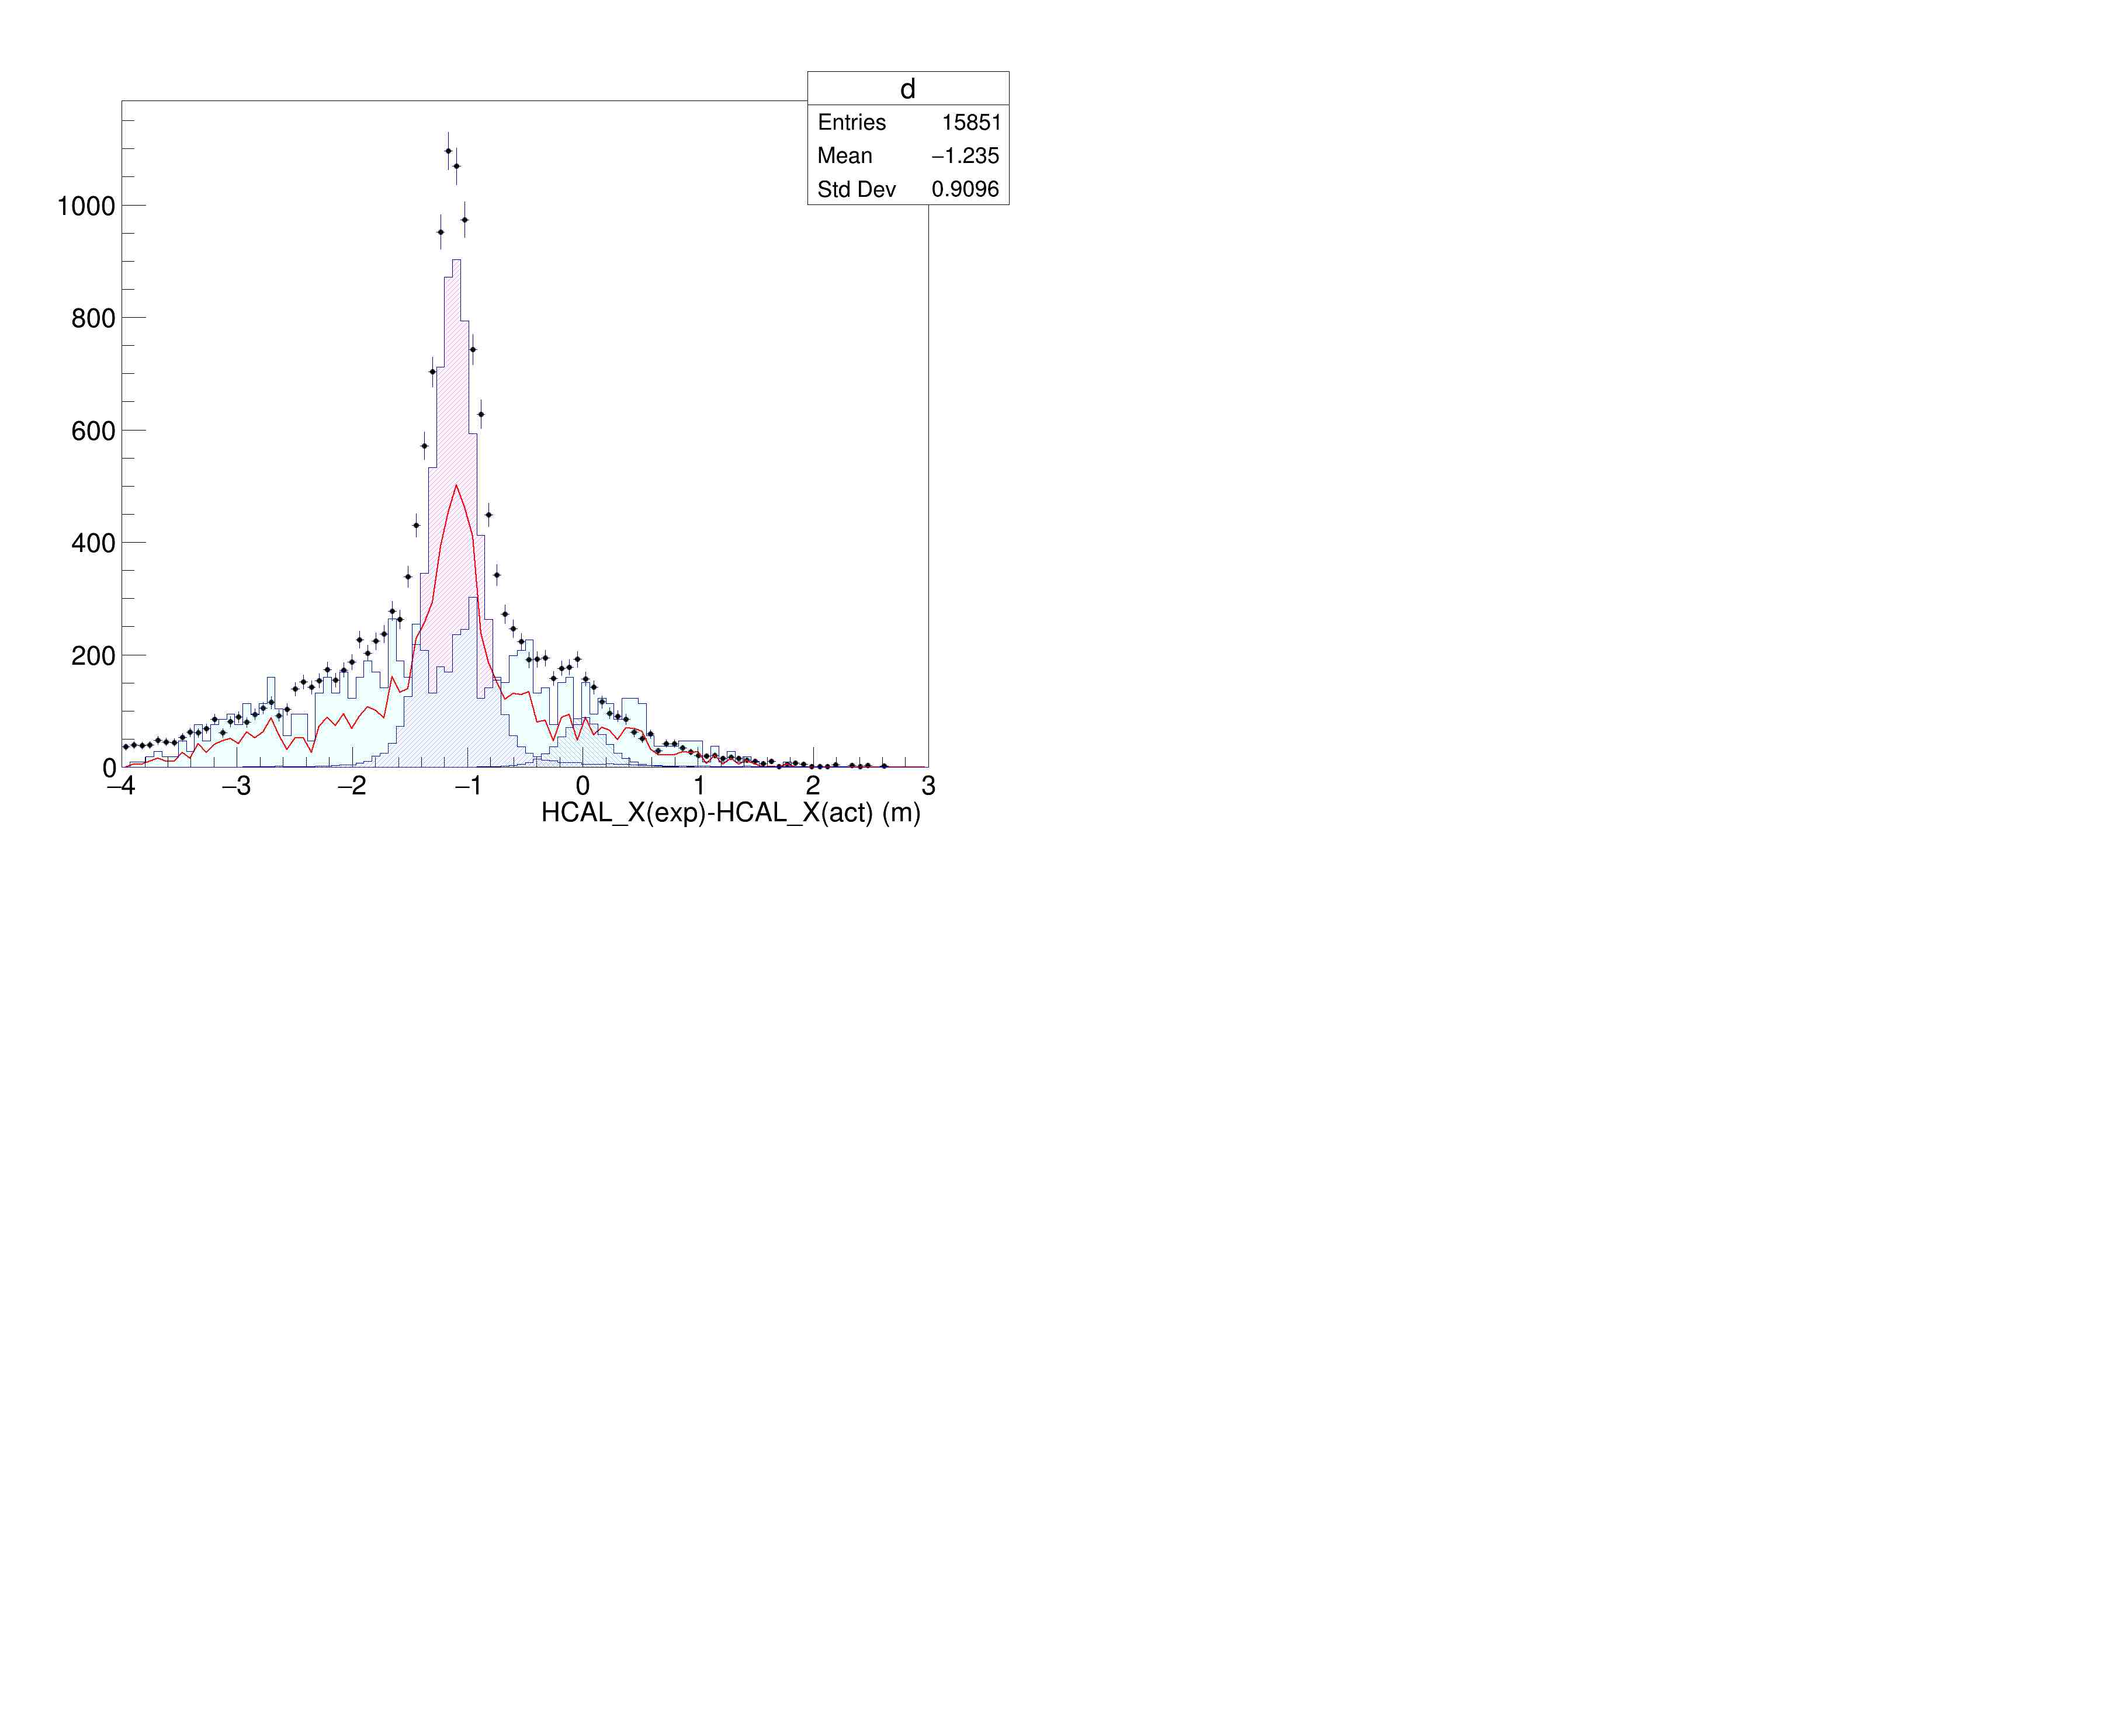 d
Entries 15851
Mean −1.235
Std Dev 0.9096
1000
800
600
400
200
0
−4 −3 −2 −1 0 1 2 3
HCAL_X(exp)-HCAL_X(act) (m)